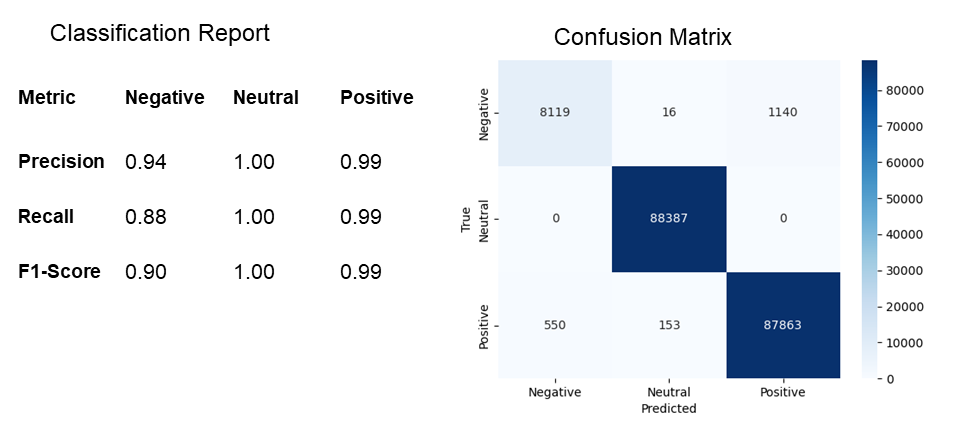 Classification Report
Metric Negative Neutral Positive
Precision 0.94 1.00 0.99
Recall 0.88 1.00 0.99
F1-Score 0.90 1.00 0.99
Confusion Matrix
Negative 8119 16 1140
True
Neutral 0 88387 0
Positive 550 153 87863
Negative Neutral Positive
Predicted
80000
70000
60000
50000
40000
30000
20000
10000
0